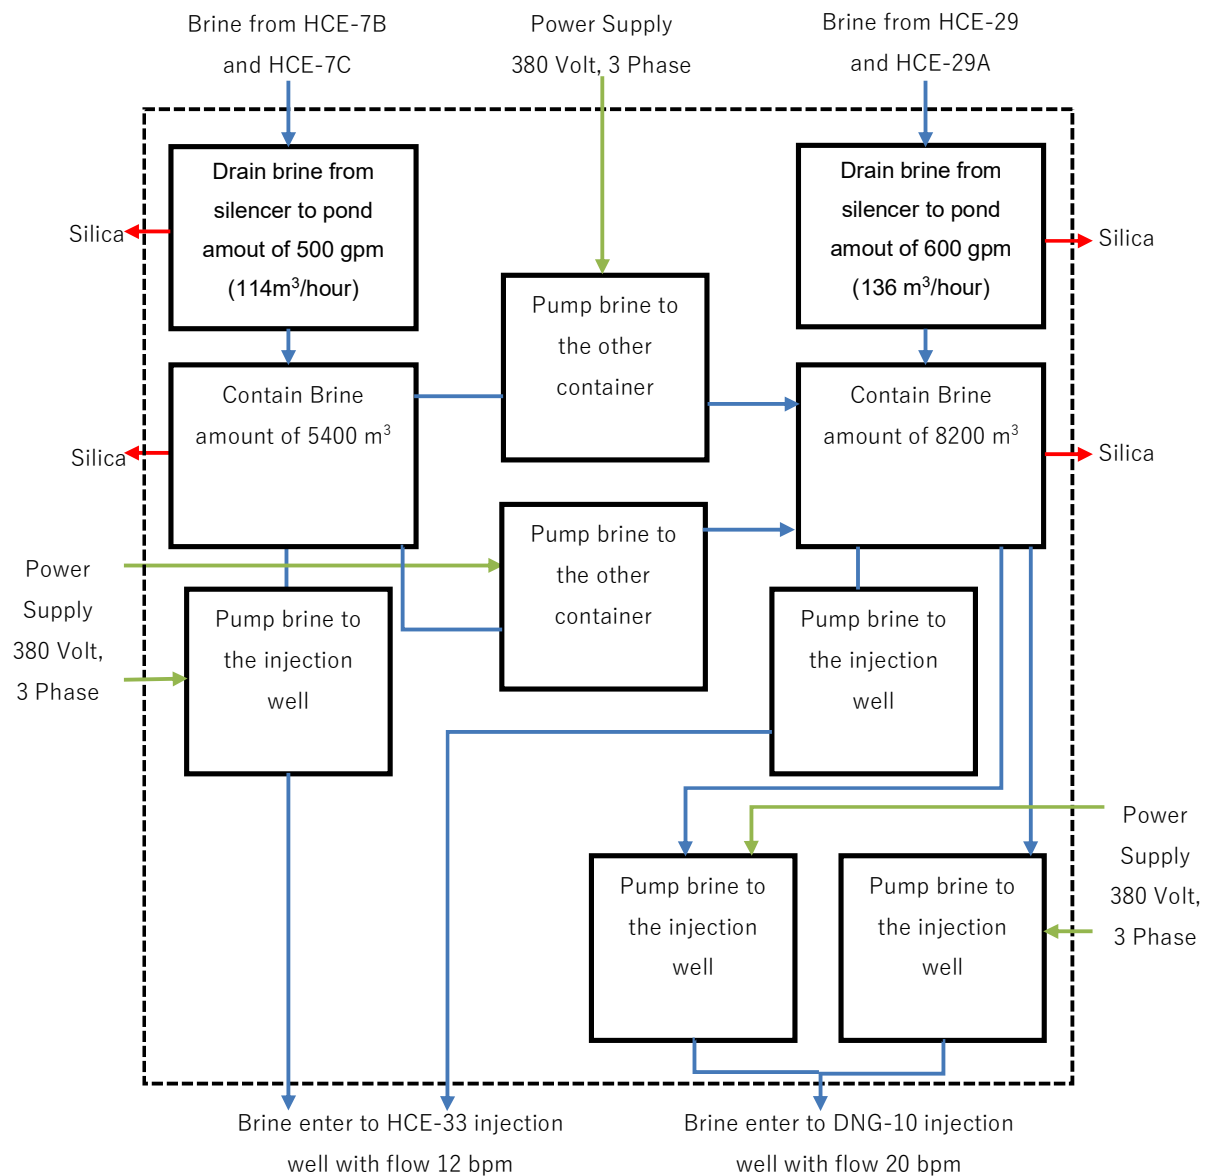 Brine from HCE-7B
and HCE-7C
Power Supply
380 Volt, 3 Phase
Brine from HCE-29
and HCE-29A
Drain brine from
silencer to pond
amout of 500 gpm
(114m³/hour)
Silica
Drain brine from
silencer to pond
amout of 600 gpm
(136 m³/hour)
Silica
Pump brine to
the other
container
Contain Brine
amount of 5400 m³
Silica
Contain Brine
amount of 8200 m³
Silica
Pump brine to
the other
container
Power
Supply
380 Volt,
3 Phase
Pump brine to
the injection
well
Pump brine to
the injection
well
Pump brine to
the injection
well
Pump brine to
the injection
well
Power
Supply
380 Volt,
3 Phase
Brine enter to HCE-33 injection
well with flow 12 bpm
Brine enter to DNG-10 injection
well with flow 20 bpm